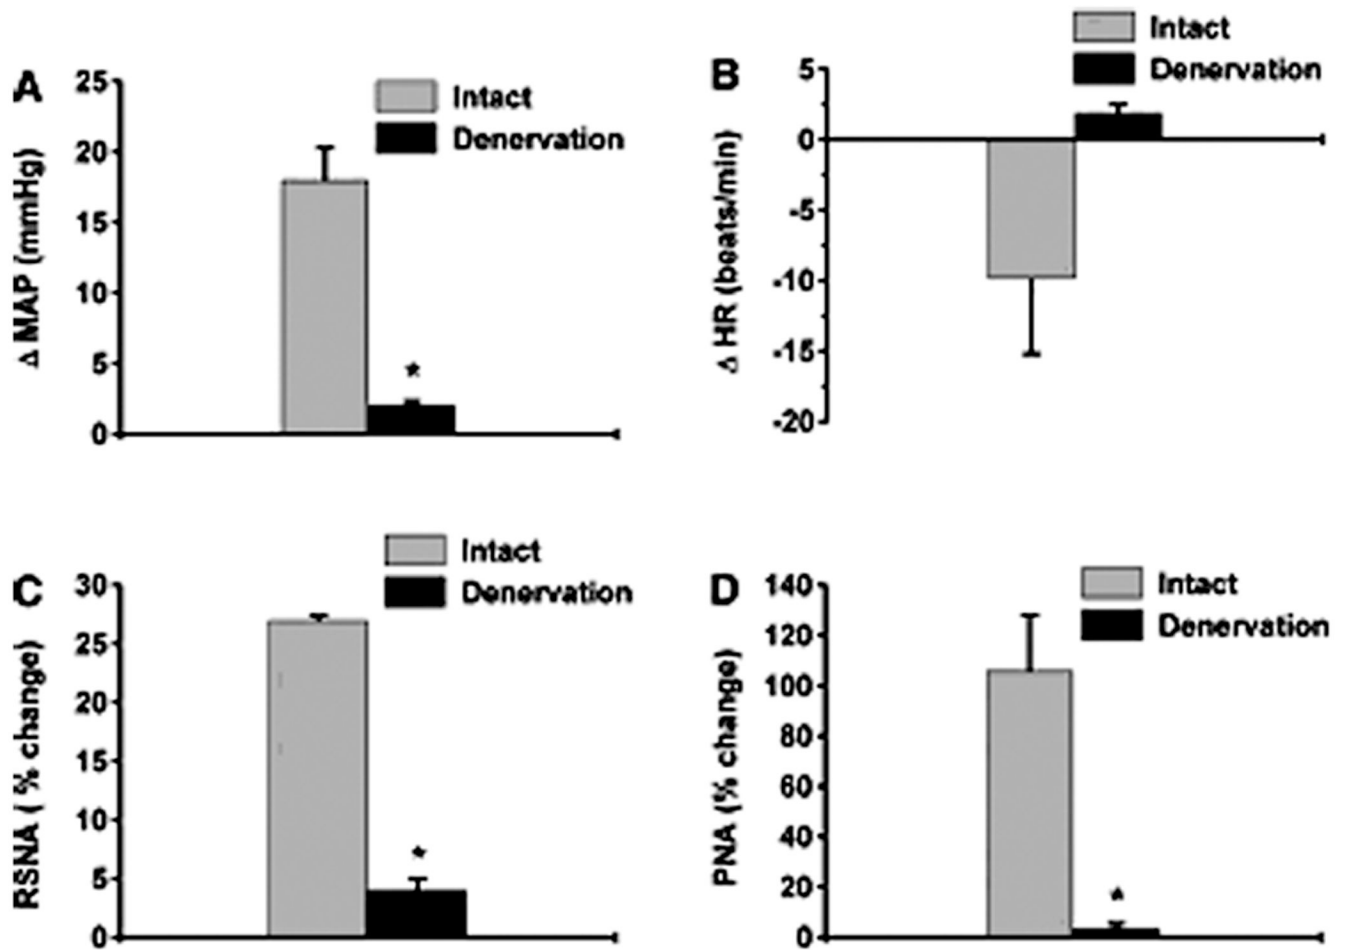 A
Δ MAP (mmHg)
25
20
15
10
5
0
Intact
Denervation
*
B
Δ HR (beats/min)
5
0
-5
-10
-15
-20
Intact
Denervation
C
RSNA ( % change)
30
25
20
15
10
5
0
Intact
Denervation
*
D
PNA (% change)
140
120
100
80
60
40
20
0
Intact
Denervation
*